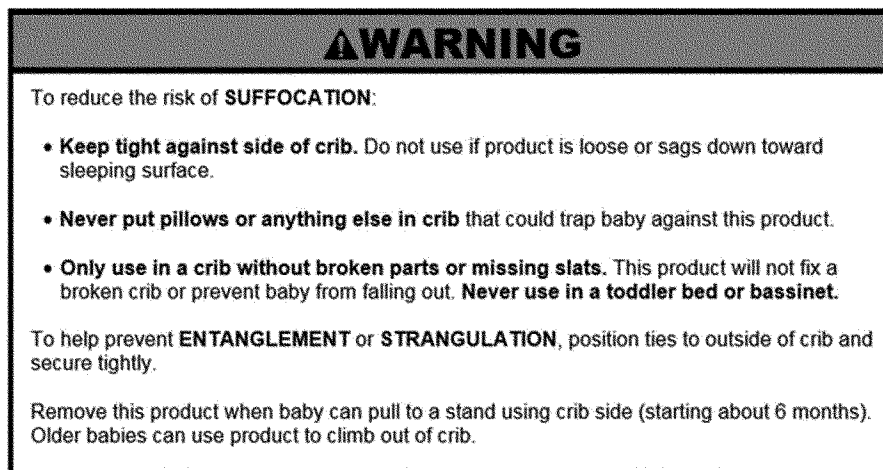 ⚠WARNING
To reduce the risk of SUFFOCATION:
• Keep tight against side of crib. Do not use if product is loose or sags down toward
sleeping surface.
• Never put pillows or anything else in crib that could trap baby against this product.
• Only use in a crib without broken parts or missing slats. This product will not fix a
broken crib or prevent baby from falling out. Never use in a toddler bed or bassinet.
To help prevent ENTANGLEMENT or STRANGULATION, position ties to outside of crib and
secure tightly.
Remove this product when baby can pull to a stand using crib side (starting about 6 months).
Older babies can use product to climb out of crib.